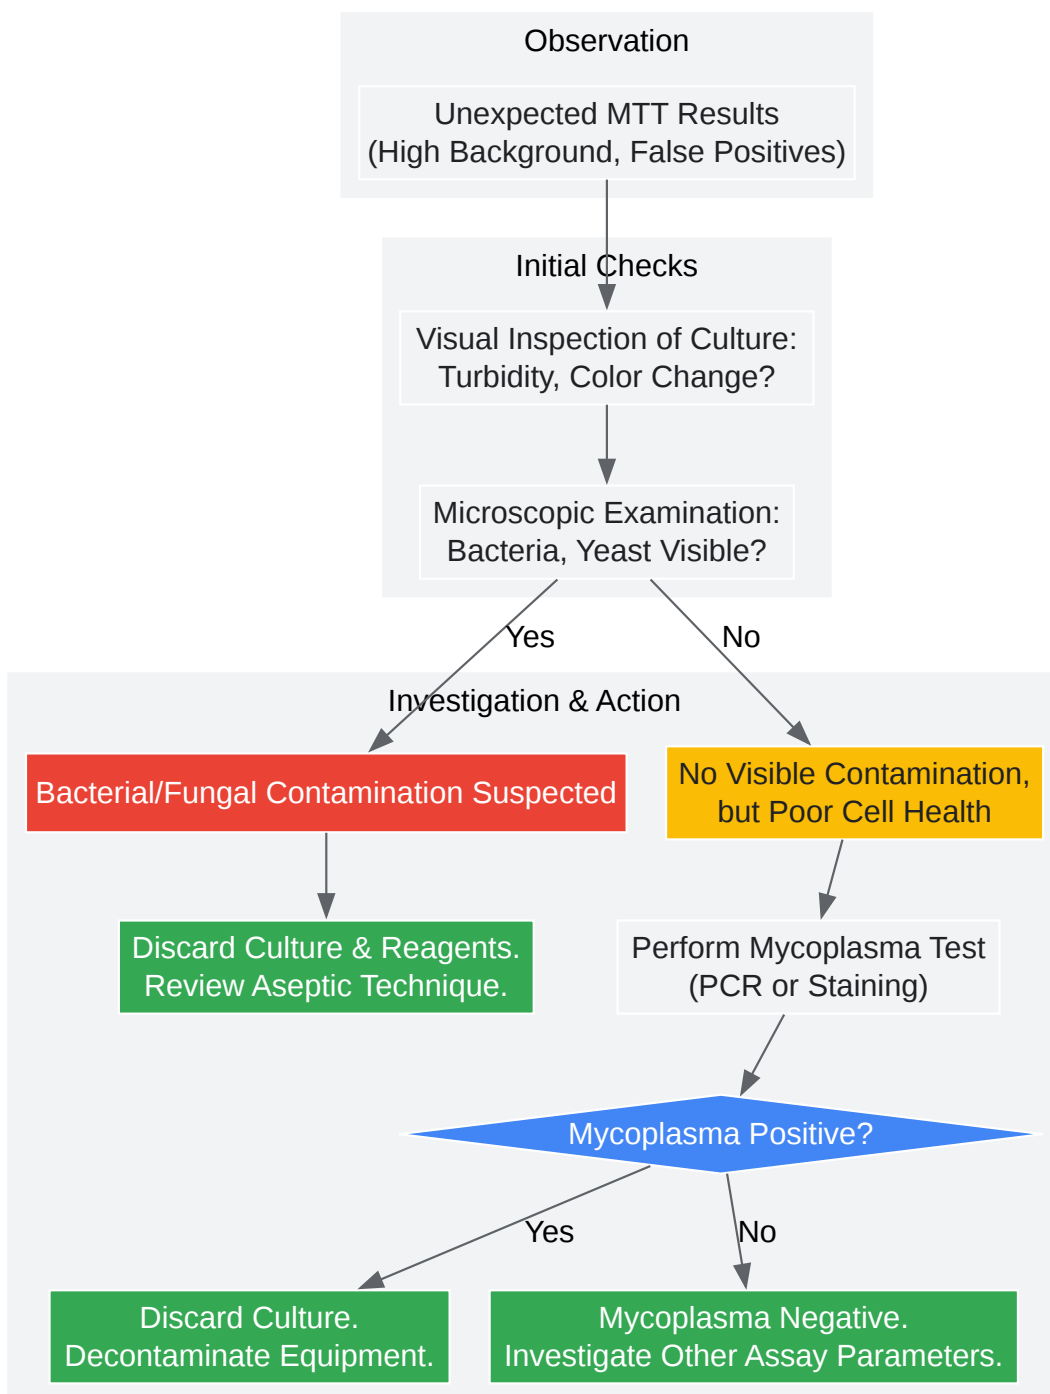 Observation
Unexpected MTT Results
(High Background, False Positives)
Initial Checks
Visual Inspection of Culture:
Turbidity, Color Change?
Microscopic Examination:
Bacteria, Yeast Visible?
Yes
No
Investigation & Action
Bacterial/Fungal Contamination Suspected
No Visible Contamination,
but Poor Cell Health
Discard Culture & Reagents.
Review Aseptic Technique.
Perform Mycoplasma Test
(PCR or Staining)
Mycoplasma Positive?
Yes
No
Discard Culture.
Decontaminate Equipment.
Mycoplasma Negative.
Investigate Other Assay Parameters.